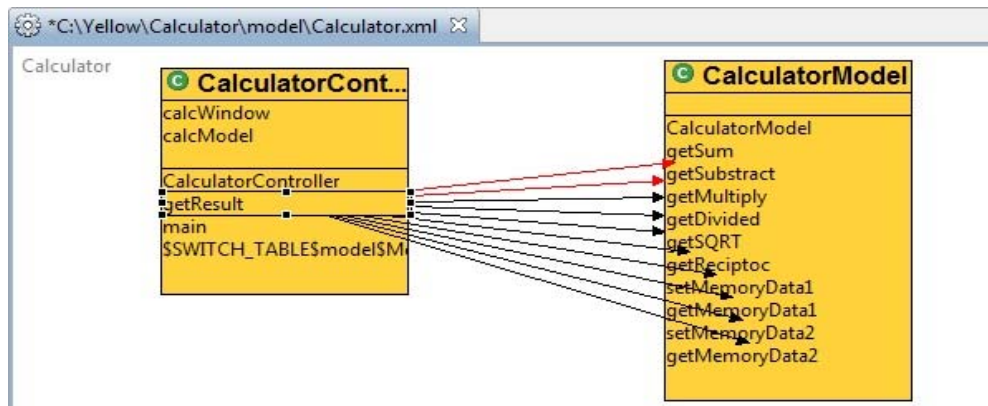 *C:\Yellow\Calculator\model\Calculator.xml
Calculator
C CalculatorCont...
calcWindow
calcModel
CalculatorController
getResult
main
$SWITCH_TABLE$model$M
C CalculatorModel
CalculatorModel
getSum
getSubstract
getMultiply
getDivided
getSQRT
getReciptoc
setMemoryData1
getMemoryData1
setMemoryData2
getMemoryData2